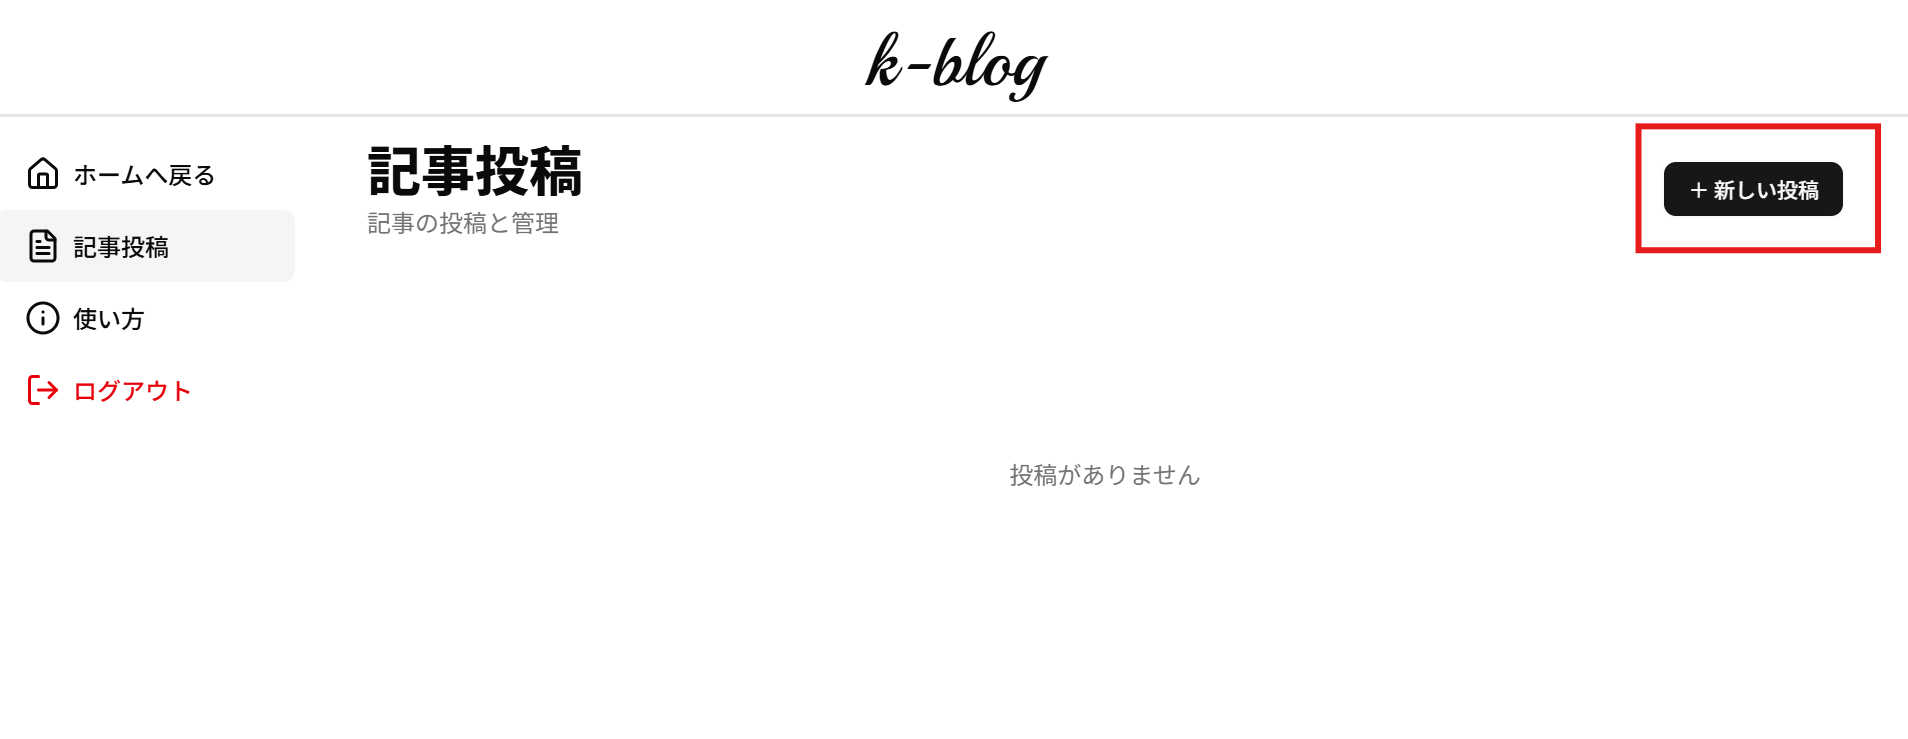 k-blog
ホームへ戻る
記事投稿
使い方
ログアウト
記事投稿
記事の投稿と管理
+ 新しい投稿
投稿がありません